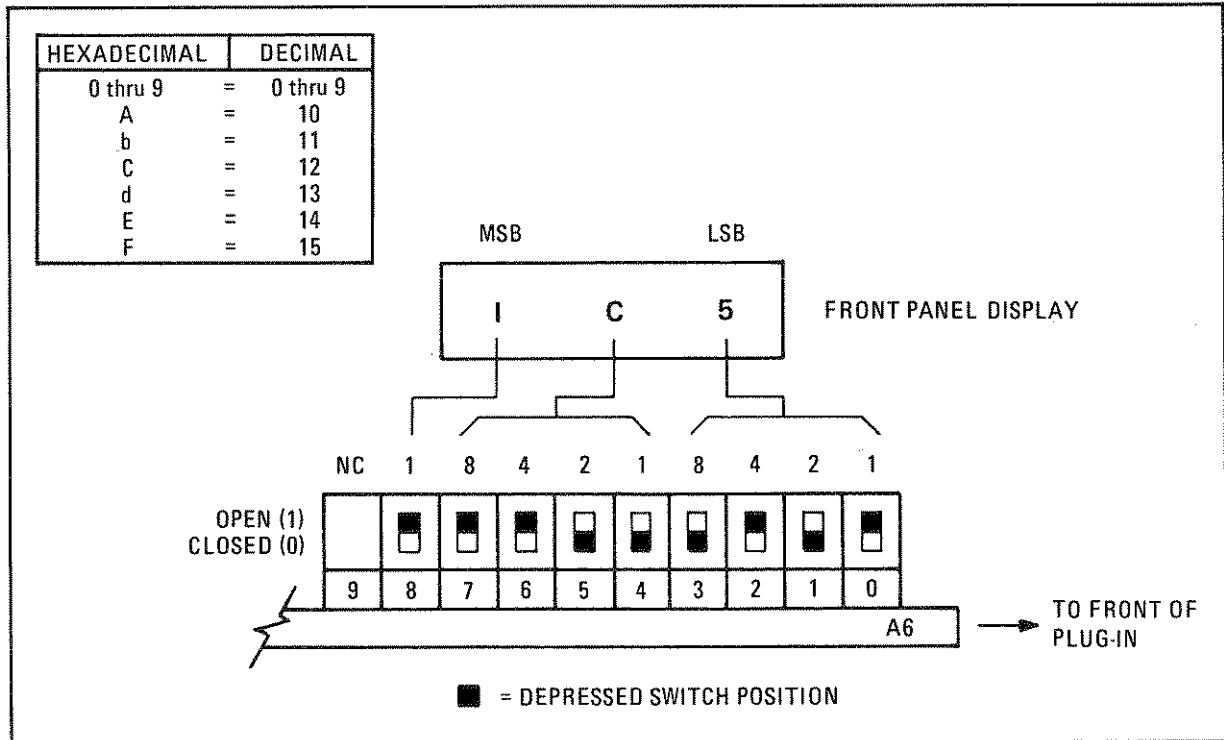 HEXADECIMAL DECIMAL
0 thru 9 = 0 thru 9
A = 10
b = 11
C = 12
d = 13
E = 14
F = 15
MSB LSB
I C 5 FRONT PANEL DISPLAY
NC 1 8 4 2 1 8 4 2 1
OPEN (1)
CLOSED (0)
9 8 7 6 5 4 3 2 1 0
A6
TO FRONT OF
PLUG-IN
= DEPRESSED SWITCH POSITION